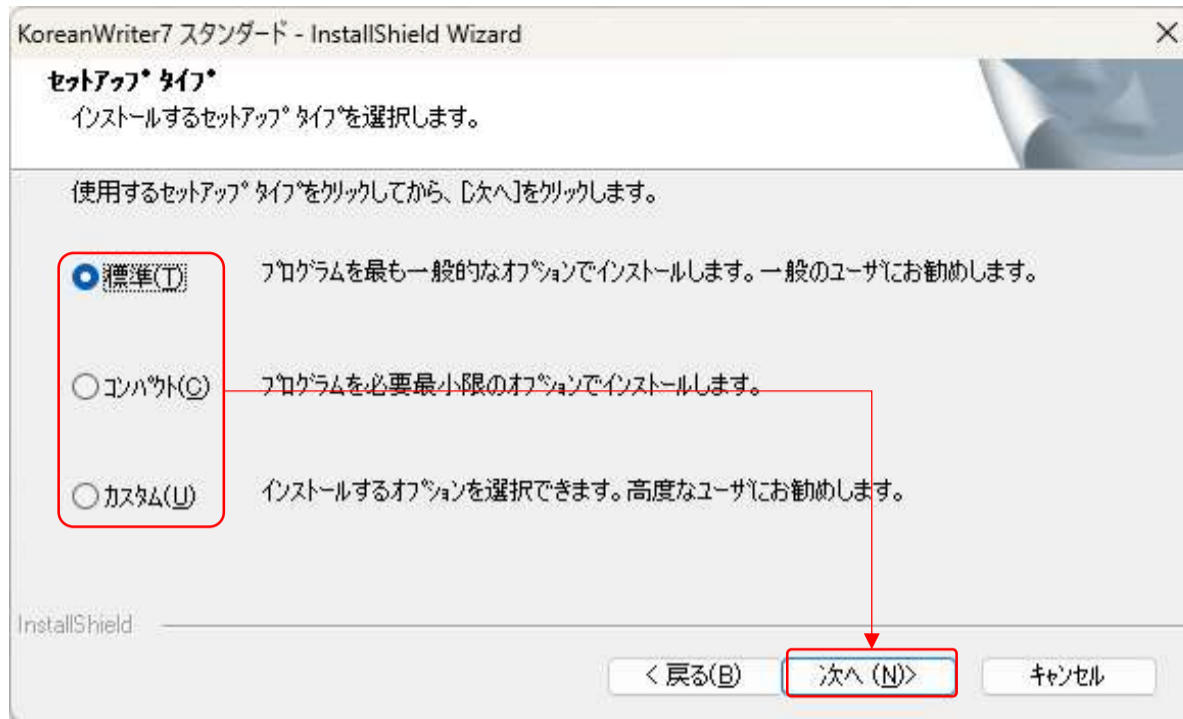 KoreanWriter7 スタンダード - InstallShield Wizard
セットアップ タイプ
インストールするセットアップ タイプを選択します。
使用するセットアップ タイプをクリックしてから、[次へ]をクリックします。
標準(T) プログラムを最も一般的なオプションでインストールします。一般のユーザにお勧めします。
コンパクト(C) プログラムを必要最小限のオプションでインストールします。
カスタム(U) インストールするオプションを選択できます。高度なユーザにお勧めします。
InstallShield
< 戻る(B) 次へ (N)> キャンセル